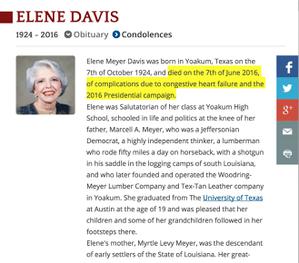 ELENE DAVIS
1924 – 2016 Obituary Condolences
Elene Meyer Davis was born in Yoakum, Texas on the
7th of October 1924, and died on the 7th of June 2016,
of complications due to congestive heart failure and the
2016 Presidential campaign.
Elene was Salutatorian of her class at Yoakum High
School, schooled in life and politics at the knee of her
father, Marcell A. Meyer, who was a Jeffersonian
Democrat, a highly independent thinker, a lumberman
who rode fifty miles a day on horseback, with a shotgun
in his saddle in the logging camps of south Louisiana,
and who later founded and operated the Woodring-
Meyer Lumber Company and Tex-Tan Leather company
in Yoakum. She graduated from the University of Texas
at Austin at the age of 19 and was pleased that her
children and some of her grandchildren followed in her
footsteps there.
Elene's mother, Myrtle Levy Meyer, was the descendant
of early settlers of the State of Louisiana. Her great-